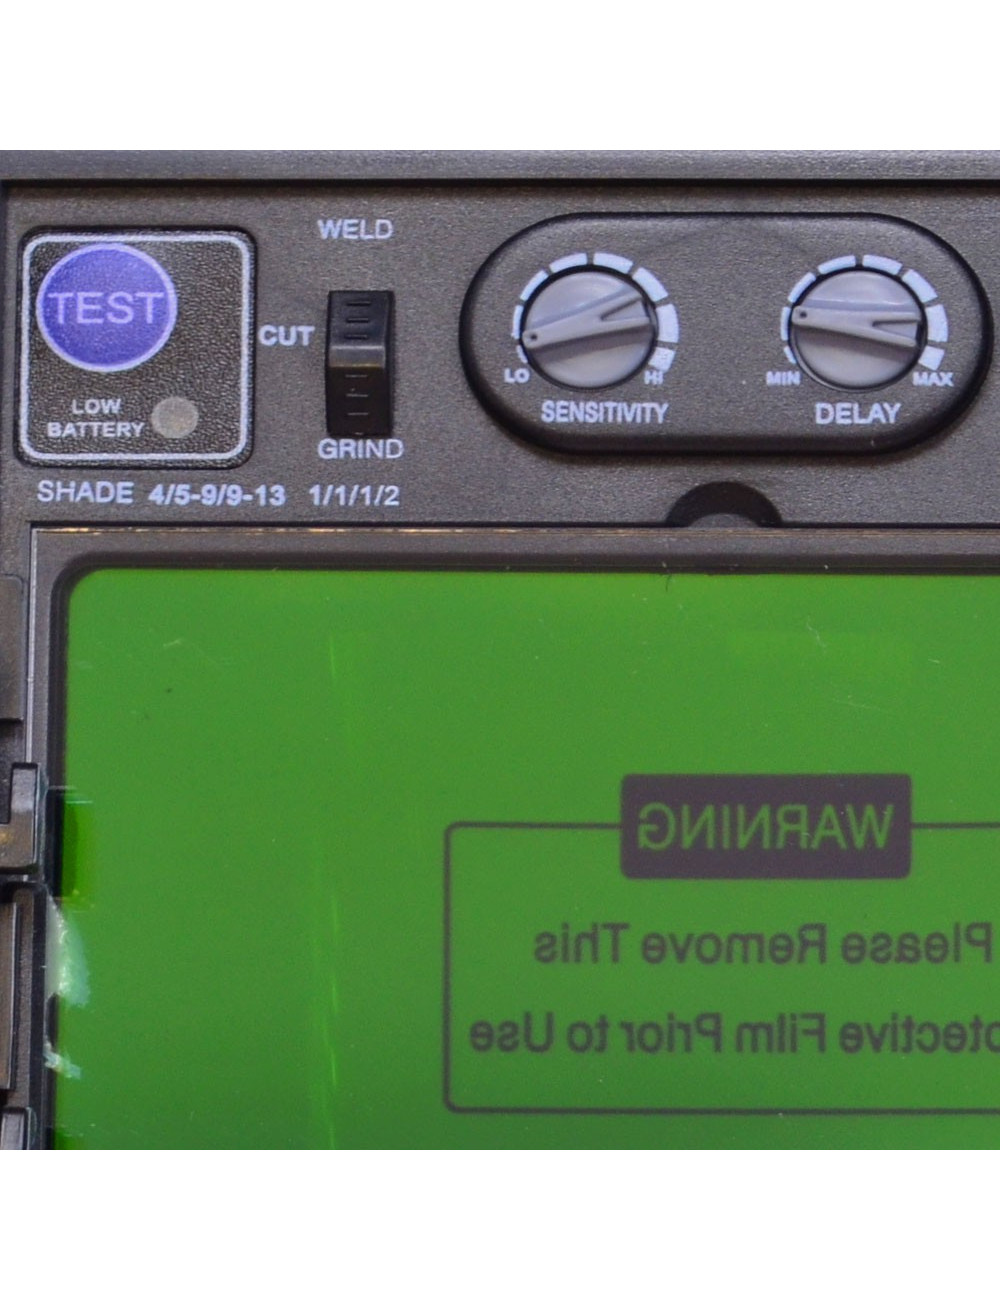 WELD
TEST
CUT
LOW
BATTERY
GRIND
LO
HI
SENSITIVITY
MIN
MAX
DELAY
SHADE 4/5-9/9-13 1/1/1/2
WARNING
Please Remove This
otective Film Prior to Use